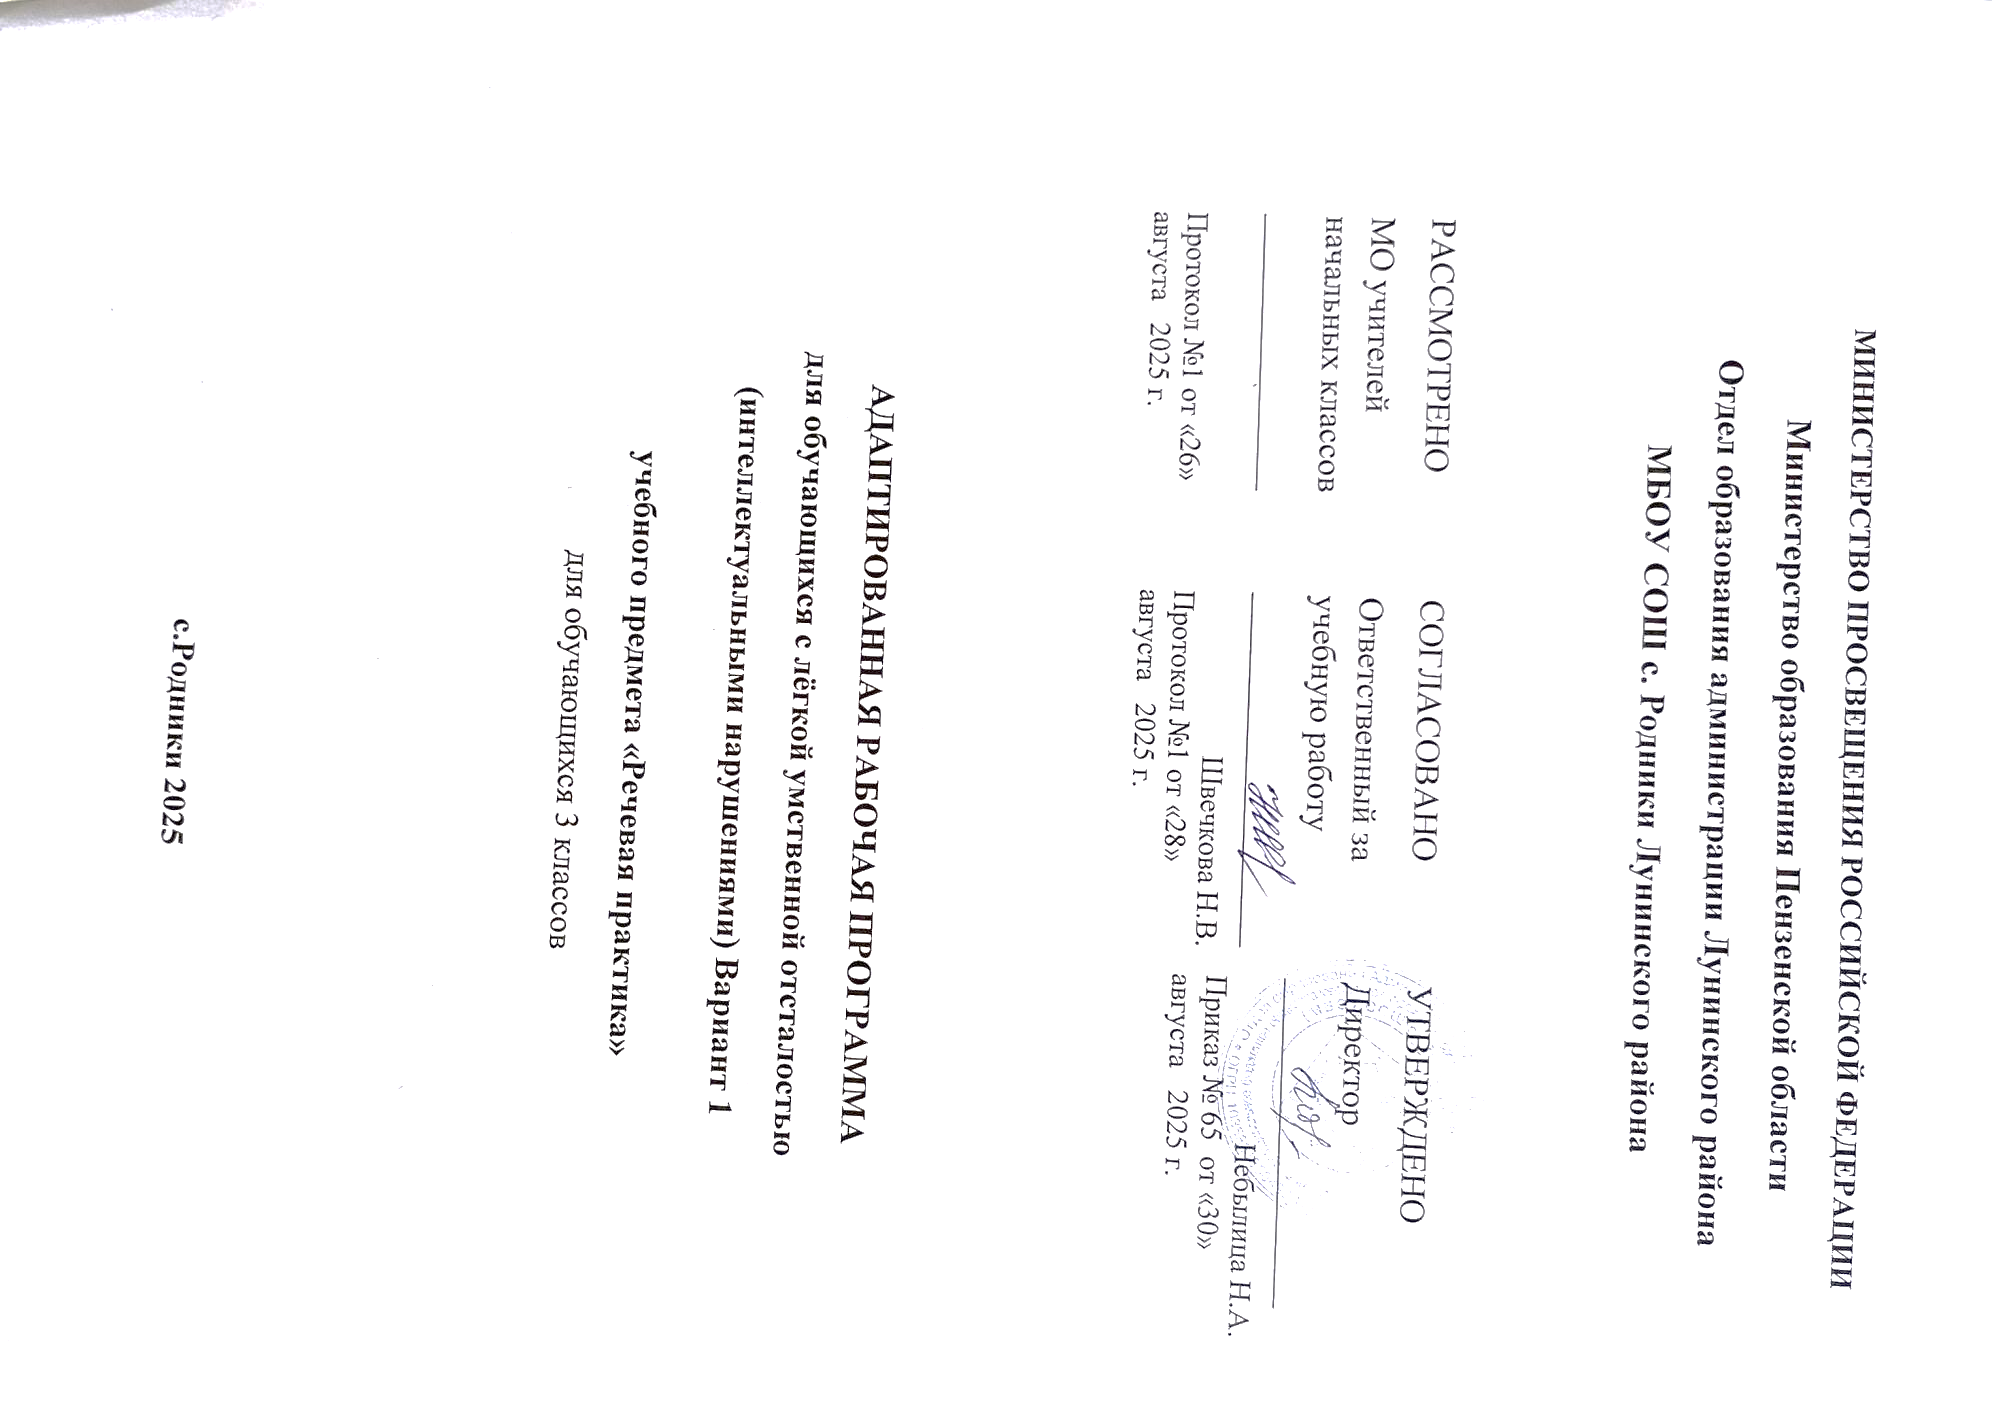 МИНИСТЕРСТВО ПРОСВЕЩЕНИЯ РОССИЙСКОЙ ФЕДЕРАЦИИ
Министерство образования Пензенской области
Отдел образования администрации Лунинского района
МБОУ СОШ с. Родники Лунинского района
РАССМОТРЕНО
МО учителей
начальных классов
Протокол №1 от «26»
августа 2025 г.
СОГЛАСОВАНО
Ответственный за
учебную работу
Швечкова Н.В.
Протокол №1 от «28»
августа 2025 г.
УТВЕРЖДЕНО
Директор
Небылица Н.А.
Приказ № 65 от «30»
августа 2025 г.
АДАПТИРОВАННАЯ РАБОЧАЯ ПРОГРАММА
для обучающихся с лёгкой умственной отсталостью
(интеллектуальными нарушениями) Вариант 1
учебного предмета «Речевая практика»
для обучающихся 3 классов
с.Родники 2025